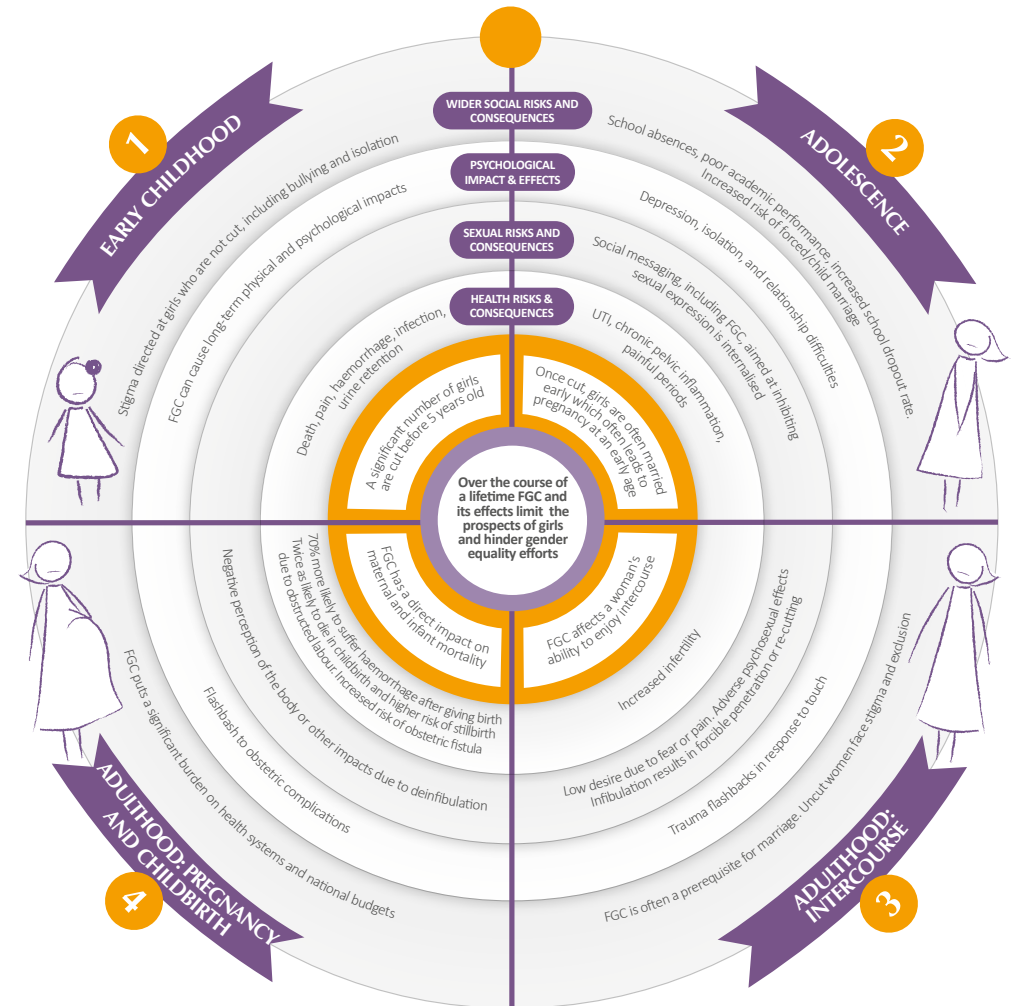 WIDER SOCIAL RISKS AND
CONSEQUENCES
PSYCHOLOGICAL
IMPACT & EFFECTS
SEXUAL RISKS AND
CONSEQUENCES
HEALTH RISKS &
CONSEQUENCES
1
EARLY CHILDHOOD
Stigma directed at girls who are not cut, including bullying and isolation
FGC can cause long-term physical and psychological impacts
Death, pain, haemorrhage, infection,
urine retention
A significant number of girls
are cut before 5 years old
2
ADOLESCENCE
School absences, poor academic performance, increased school dropout rate.
Increased risk of forced/child marriage
Depression, isolation, and relationship difficulties
Social messaging, including FGC, aimed at inhibiting
sexual expression is internalised
UTI, chronic pelvic inflammation,
painful periods
Once cut, girls are often married
early which often leads to
pregnancy at an early age
Over the course of
a lifetime FGC and
its effects limit the
prospects of girls
and hinder gender
equality efforts
3
ADULTHOOD:
INTERCOURSE
FGC affects a woman's
ability to enjoy intercourse
Increased infertility
Low desire due to fear or pain. Adverse psychosexual effects
Infibulation results in forcible penetration or re-cutting
Trauma flashbacks in response to touch
FGC is often a prerequisite for marriage. Uncut women face stigma and exclusion
4
ADULTHOOD: PREGNANCY
AND CHILDBIRTH
FGC has a direct impact on
maternal and infant mortality
70% more likely to suffer haemorrhage after giving birth
Twice as likely to die in childbirth and higher risk of stillbirth
due to obstructed labour. Increased risk of obstetric fistula
Negative perception of the body or other impacts due to deinfibulation
Flashbash to obstetric complications
FGC puts a significant burden on health systems and national budgets